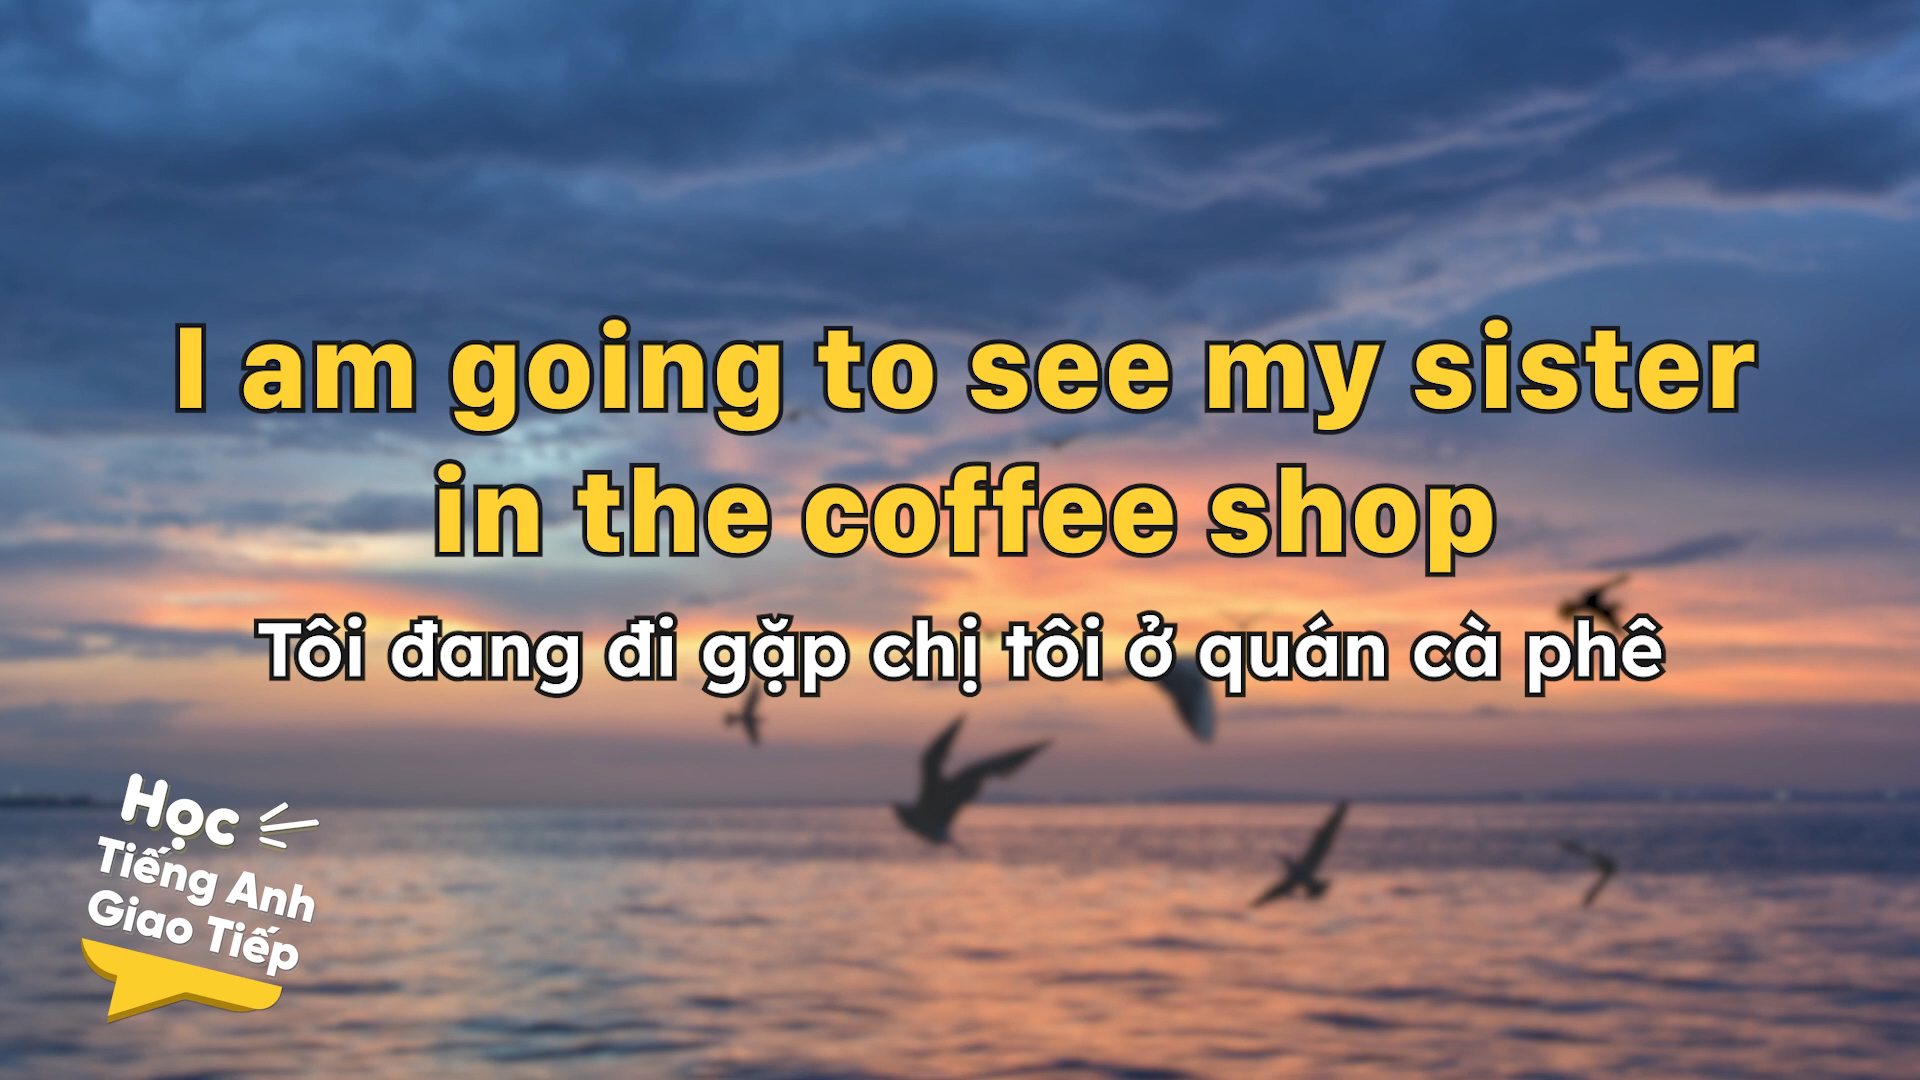 I am going to see my sister
in the coffee shop
Tôi đang đi gặp chị tôi ở quán cà phê
Học
Tiếng Anh
Giao Tiếp